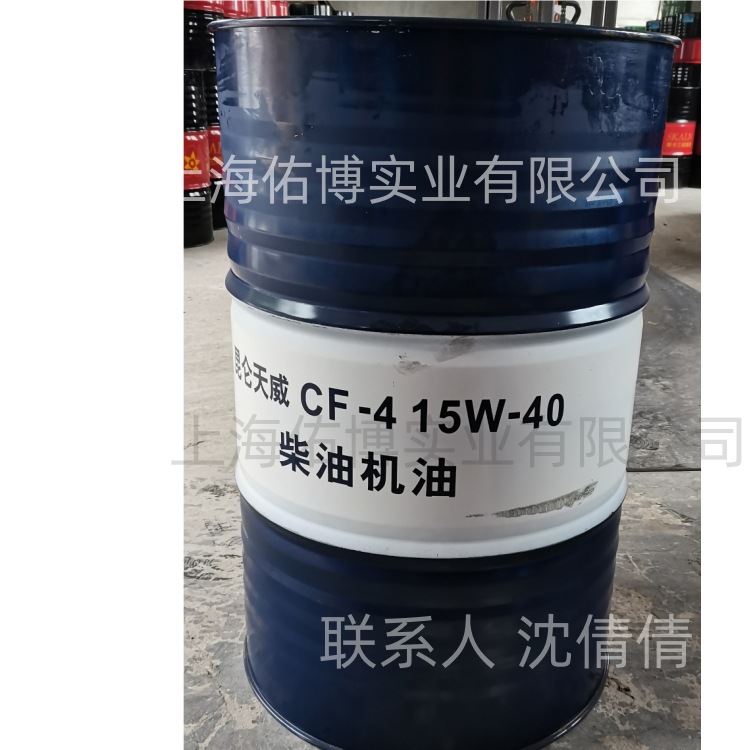 上海佑博实业有限公司
昆仑天威 CF-4 15W-40
上海佑博实业有限公司
柴油机油
联系人 沈倩倩